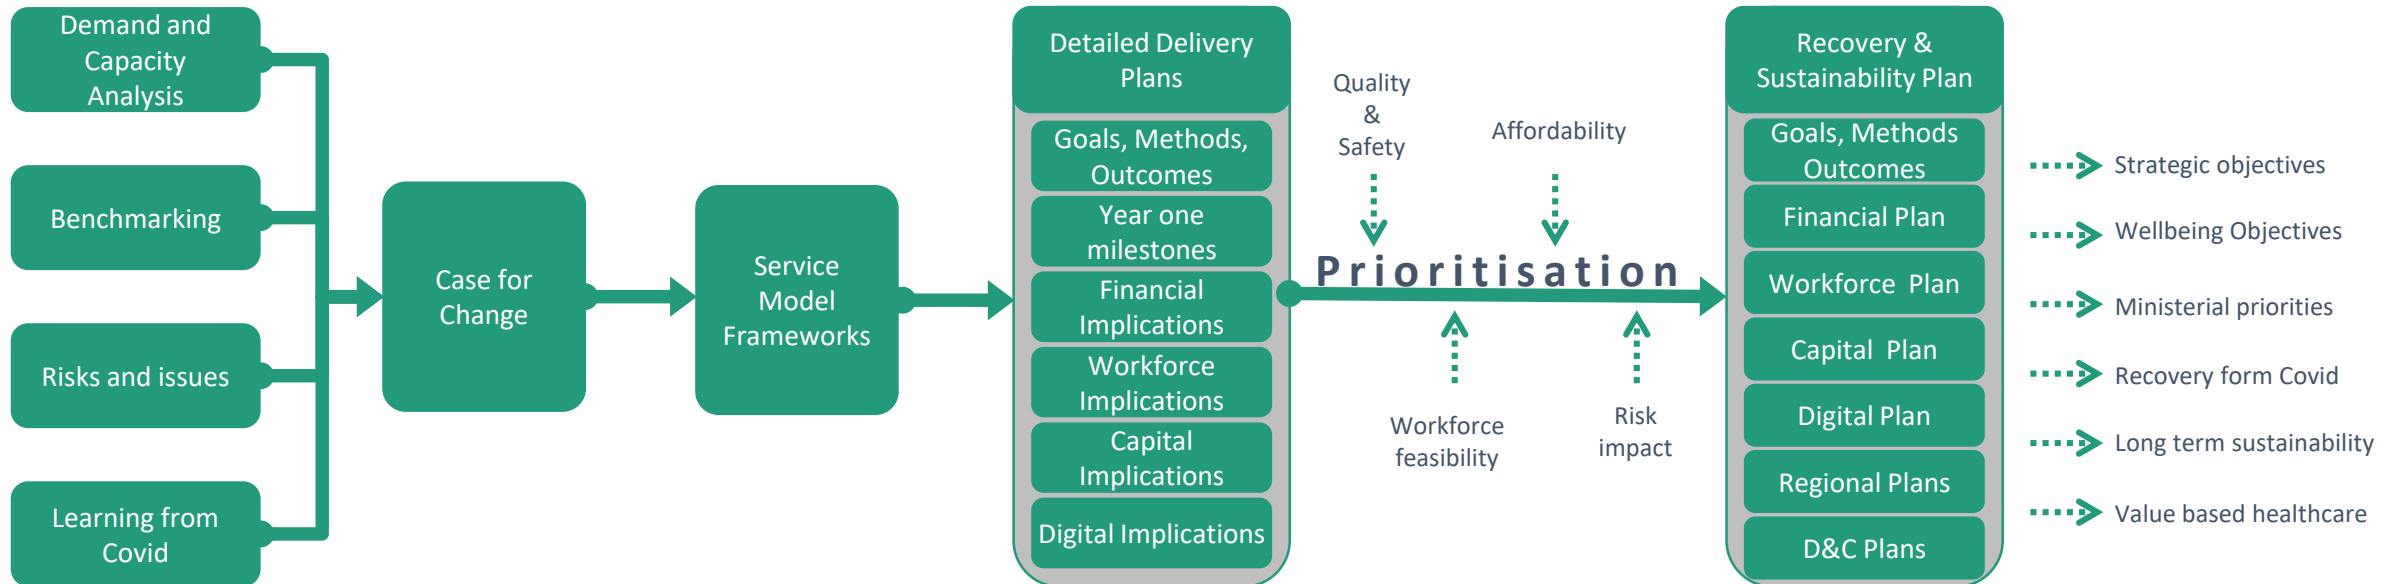 Demand and
Capacity
Analysis
Benchmarking
Risks and issues
Learning from
Covid
Case for
Change
Service
Model
Frameworks
Detailed Delivery
Plans
Goals, Methods,
Outcomes
Year one
milestones
Financial
Implications
Workforce
Implications
Capital
Implications
Digital Implications
Quality
&
Safety
Affordability
Prioritisation
Workforce
feasibility
Risk
impact
Recovery &
Sustainability Plan
Goals, Methods
Outcomes
Financial Plan
Workforce Plan
Capital Plan
Digital Plan
Regional Plans
D&C Plans
Strategic objectives
Wellbeing Objectives
Ministerial priorities
Recovery form Covid
Long term sustainability
Value based healthcare